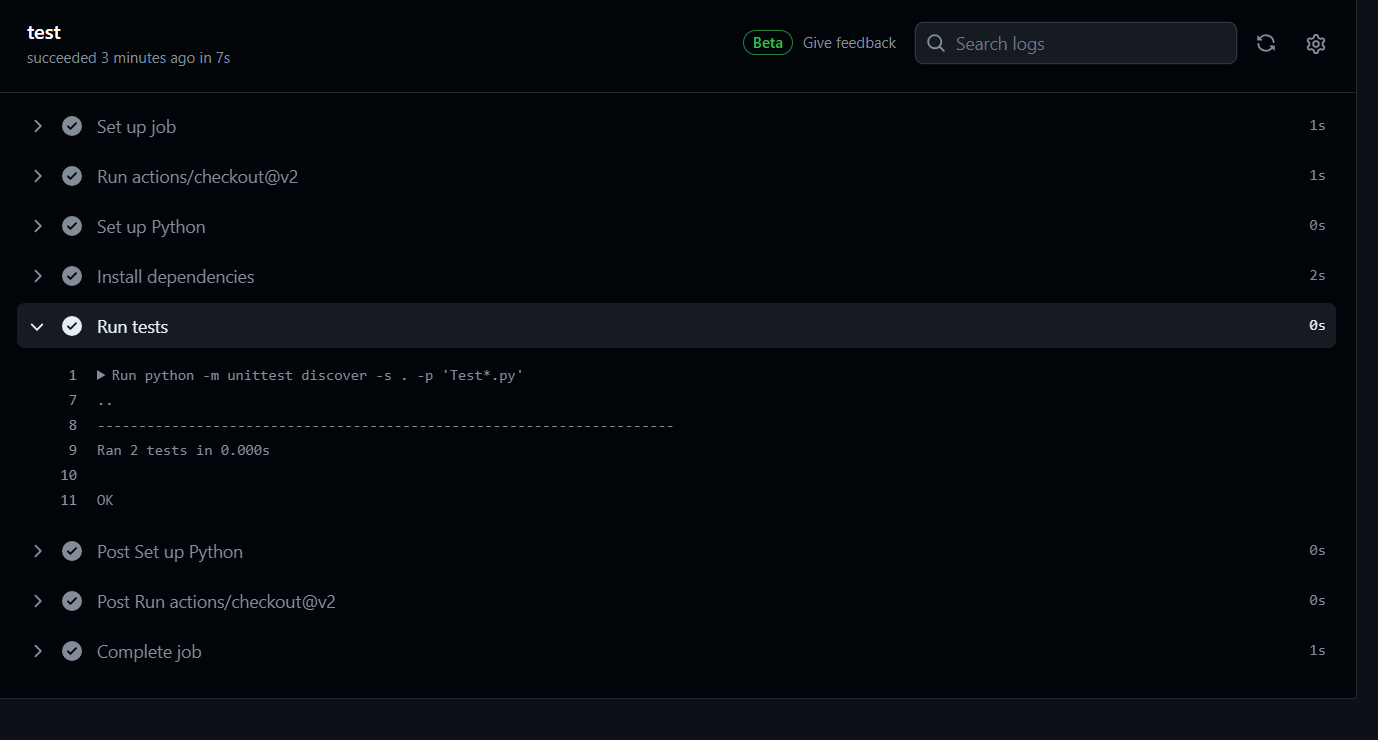 test
succeeded 3 minutes ago in 7s
Beta Give feedback Search logs
Set up job 1s
Run actions/checkout@v2 1s
Set up Python 0s
Install dependencies 2s
Run tests 0s
1 Run python -m unittest discover -s . -p 'Test*.py'
7 ..
8 ----------------------------------------------------------------------
9 Ran 2 tests in 0.000s
10
11 OK
Post Set up Python 0s
Post Run actions/checkout@v2 0s
Complete job 1s